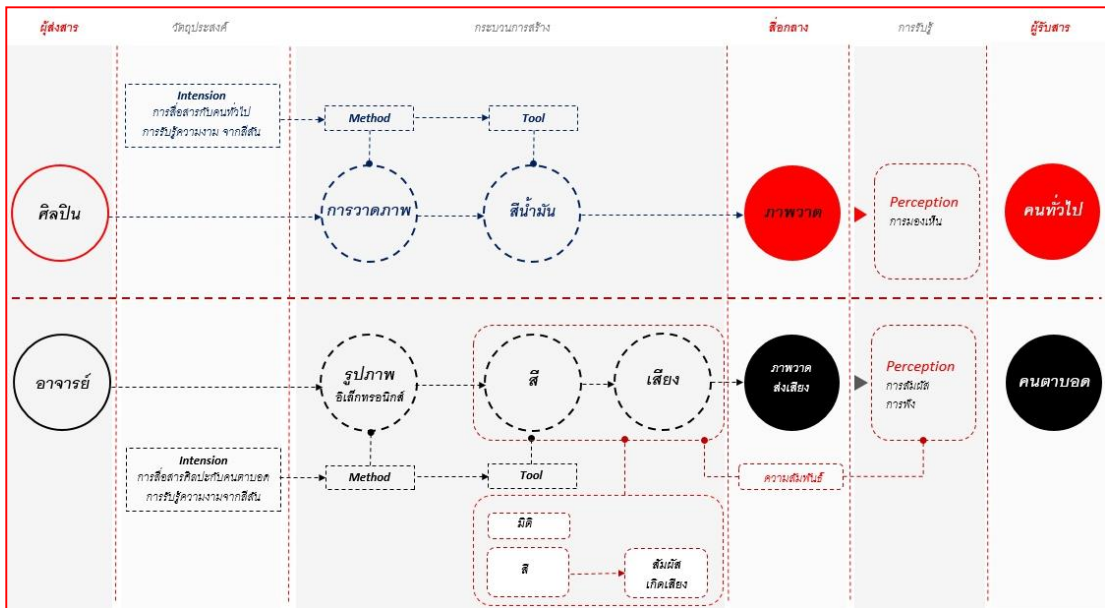 ผู้ส่งสาร
วัตถุประสงค์
กระบวนการสร้าง
สื่อกลาง
การรับรู้
ผู้รับสาร
Intension
การสื่อสารกับคนทั่วไป
การรับรู้ความงาม จากสีสัน
Method
Tool
ศิลปิน
การวาดภาพ
สีน้ำมัน
ภาพวาด
Perception
การมองเห็น
คนทั่วไป
อาจารย์
รูปภาพ
อิเล็กทรอนิกส์
สี
เสียง
ภาพวาด
ส่งเสียง
Perception
การสัมผัส
การฟัง
คนตาบอด
Intension
การสื่อสารศิลปะกับคนตาบอด
การรับรู้ความงามจากสีสัน
Method
Tool
ความสัมพันธ์
มิติ
สี
สัมผัส
เกิดเสียง